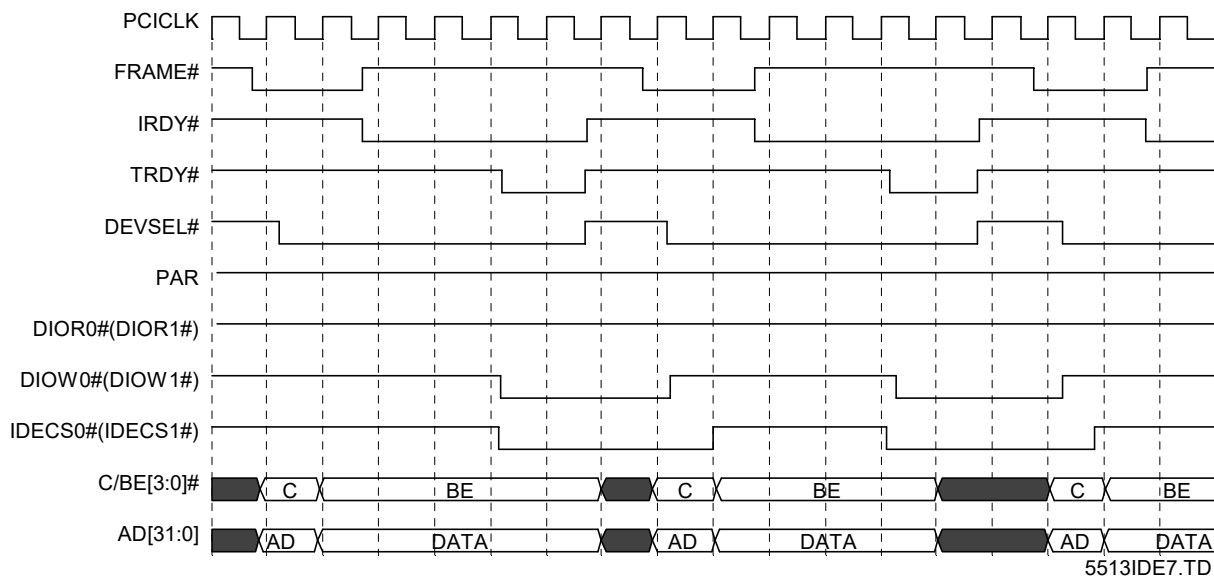 PCICLK
FRAME#
IRDY#
TRDY#
DEVSEL#
PAR
DIOR0#(DIOR1#)
DIOW0#(DIOW1#)
IDECS0#(IDECS1#)
C/BE[3:0]# C BE C BE C BE
AD[31:0] AD DATA AD DATA AD DATA
5513IDE7.TD